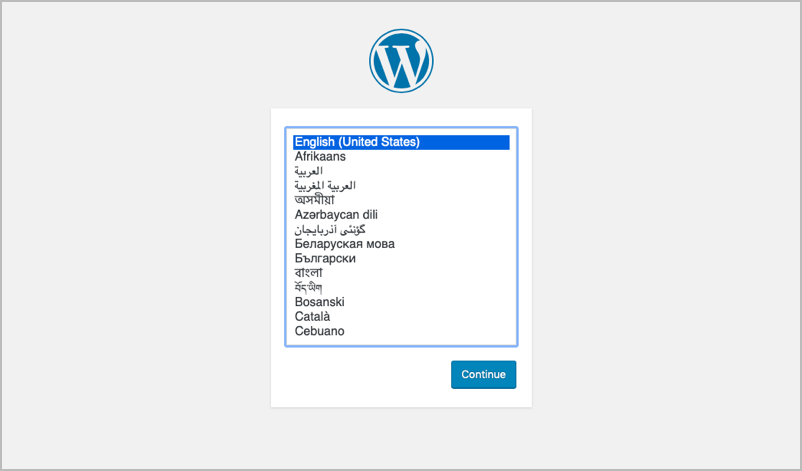 English (United States)
Afrikaans
العربية
العربية المغربية
অসমীয়া
Azərbaycan dili
گؤنئی آذربایجان
Беларуская мова
Български
বাংলা
བོད་ཡིག
Bosanski
Català
Cebuano
Continue